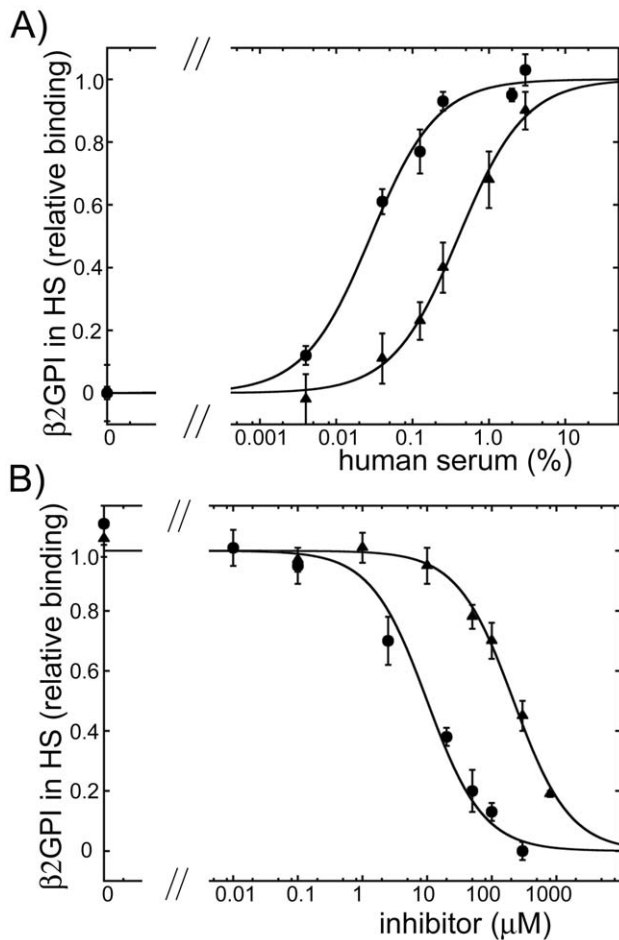 A)
β2GPI in HS (relative binding)
1.0
0.8
0.6
0.4
0.2
0
0 0.001 0.01 0.1 1.0 10
human serum (%)
B)
β2GPI in HS (relative binding)
1.0
0.8
0.6
0.4
0.2
0
0 0.01 0.1 1 10 100 1000
inhibitor (μM)